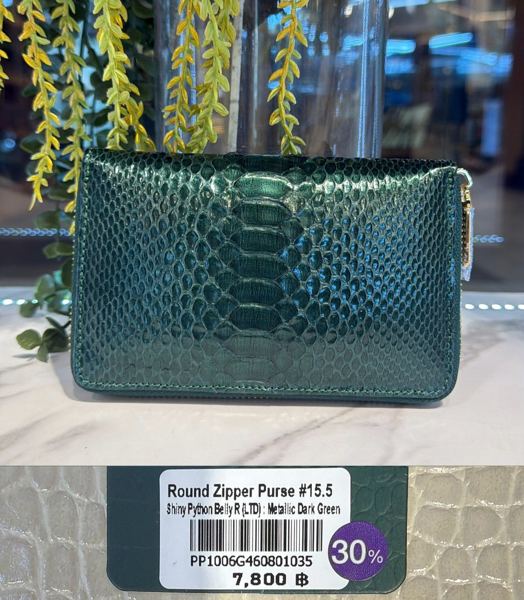 Round Zipper Purse #15.5
Shiny Python Belly R (LTD) : Metallic Dark Green
PP1006G460801035
7,800 ฿
30%